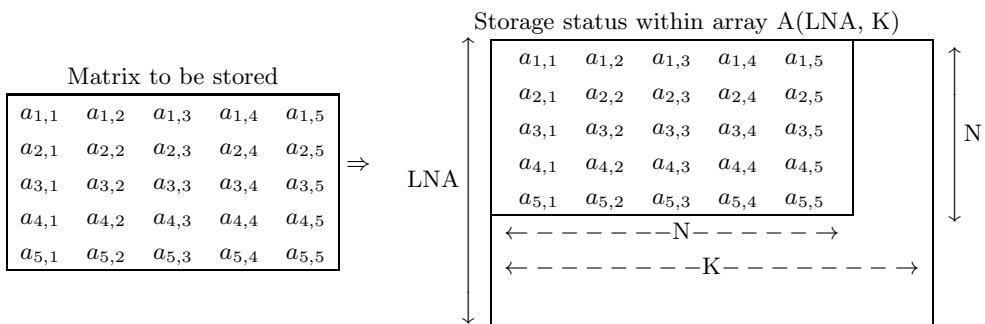 Matrix to be stored
a1,1 a1,2 a1,3 a1,4 a1,5
a2,1 a2,2 a2,3 a2,4 a2,5
a3,1 a3,2 a3,3 a3,4 a3,5
a4,1 a4,2 a4,3 a4,4 a4,5
a5,1 a5,2 a5,3 a5,4 a5,5
⇒
Storage status within array A(LNA, K)
a1,1 a1,2 a1,3 a1,4 a1,5
a2,1 a2,2 a2,3 a2,4 a2,5
a3,1 a3,2 a3,3 a3,4 a3,5
a4,1 a4,2 a4,3 a4,4 a4,5
a5,1 a5,2 a5,3 a5,4 a5,5
LNA
N
N
K